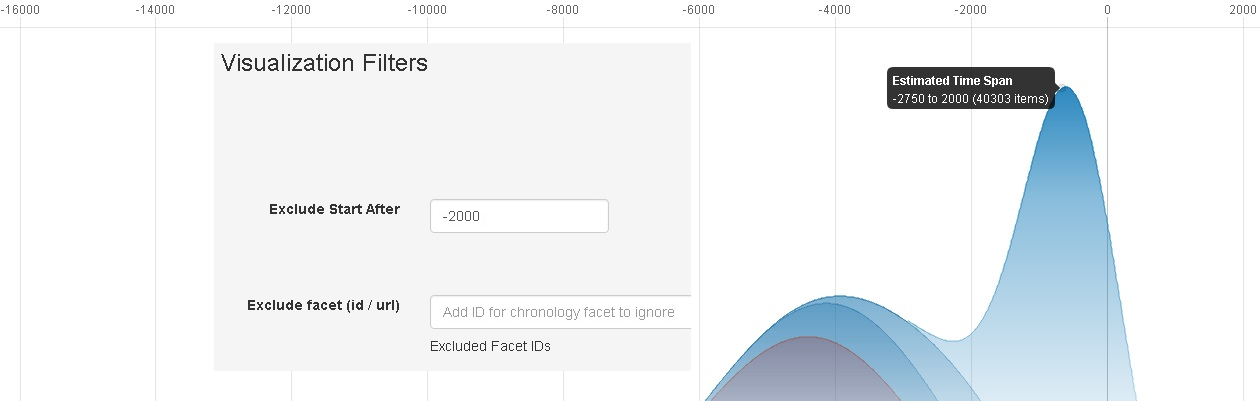 -16000 -14000 -12000 -10000 -8000 -6000 -4000 -2000 0 2000
Visualization Filters
Estimated Time Span
-2750 to 2000 (40303 items)
Exclude Start After -2000
Exclude facet (id / url) Add ID for chronology facet to ignore
Excluded Facet IDs